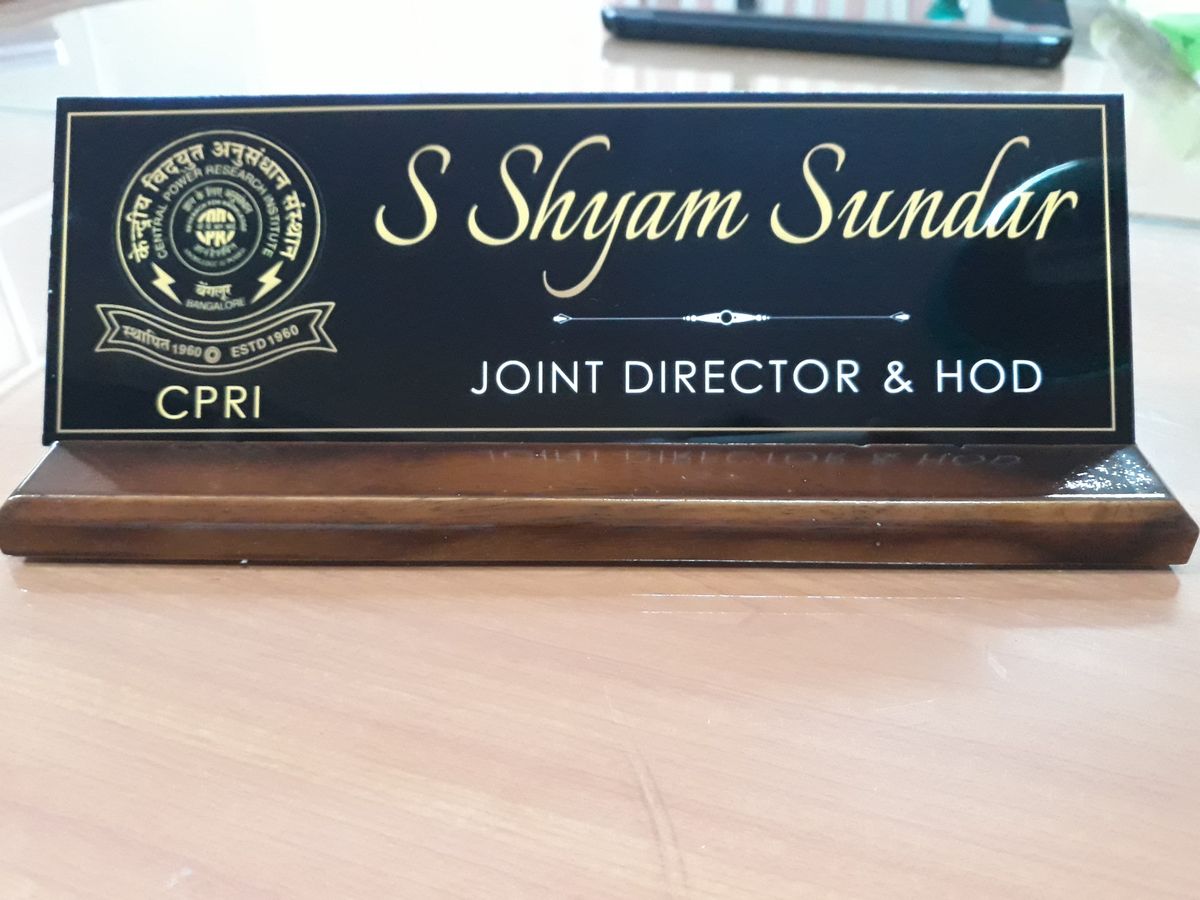 केन्द्रीय विद्युत अनुसंधान संस्थान
CENTRAL POWER RESEARCH INSTITUTE
बेंगलूर
BANGALORE
स्थापित 1960 ESTD 1960
CPRI
S Shyam Sundar
JOINT DIRECTOR & HOD